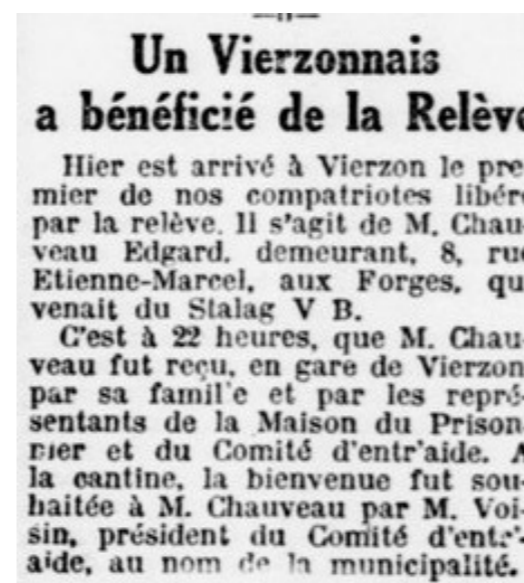 Un Vierzonnais
a bénéficié de la Relève
Hier est arrivé à Vierzon le pre-
mier de nos compatriotes libéré
par la relève. Il s'agit de M. Chau-
veau Edgard, demeurant, 8, rue
Etienne-Marcel, aux Forges, qui
venait du Stalag V B.
C'est à 22 heures, que M. Chau-
veau fut reçu, en gare de Vierzon
par sa famil'e et par les repré-
sentants de la Maison du Prison-
nier et du Comité d'entr'aide. A
la cantine, la bienvenue fut sou-
haitée à M. Chauveau par M. Voi-
sin, président du Comité d'entr'-
aide, au nom de la municipalité.